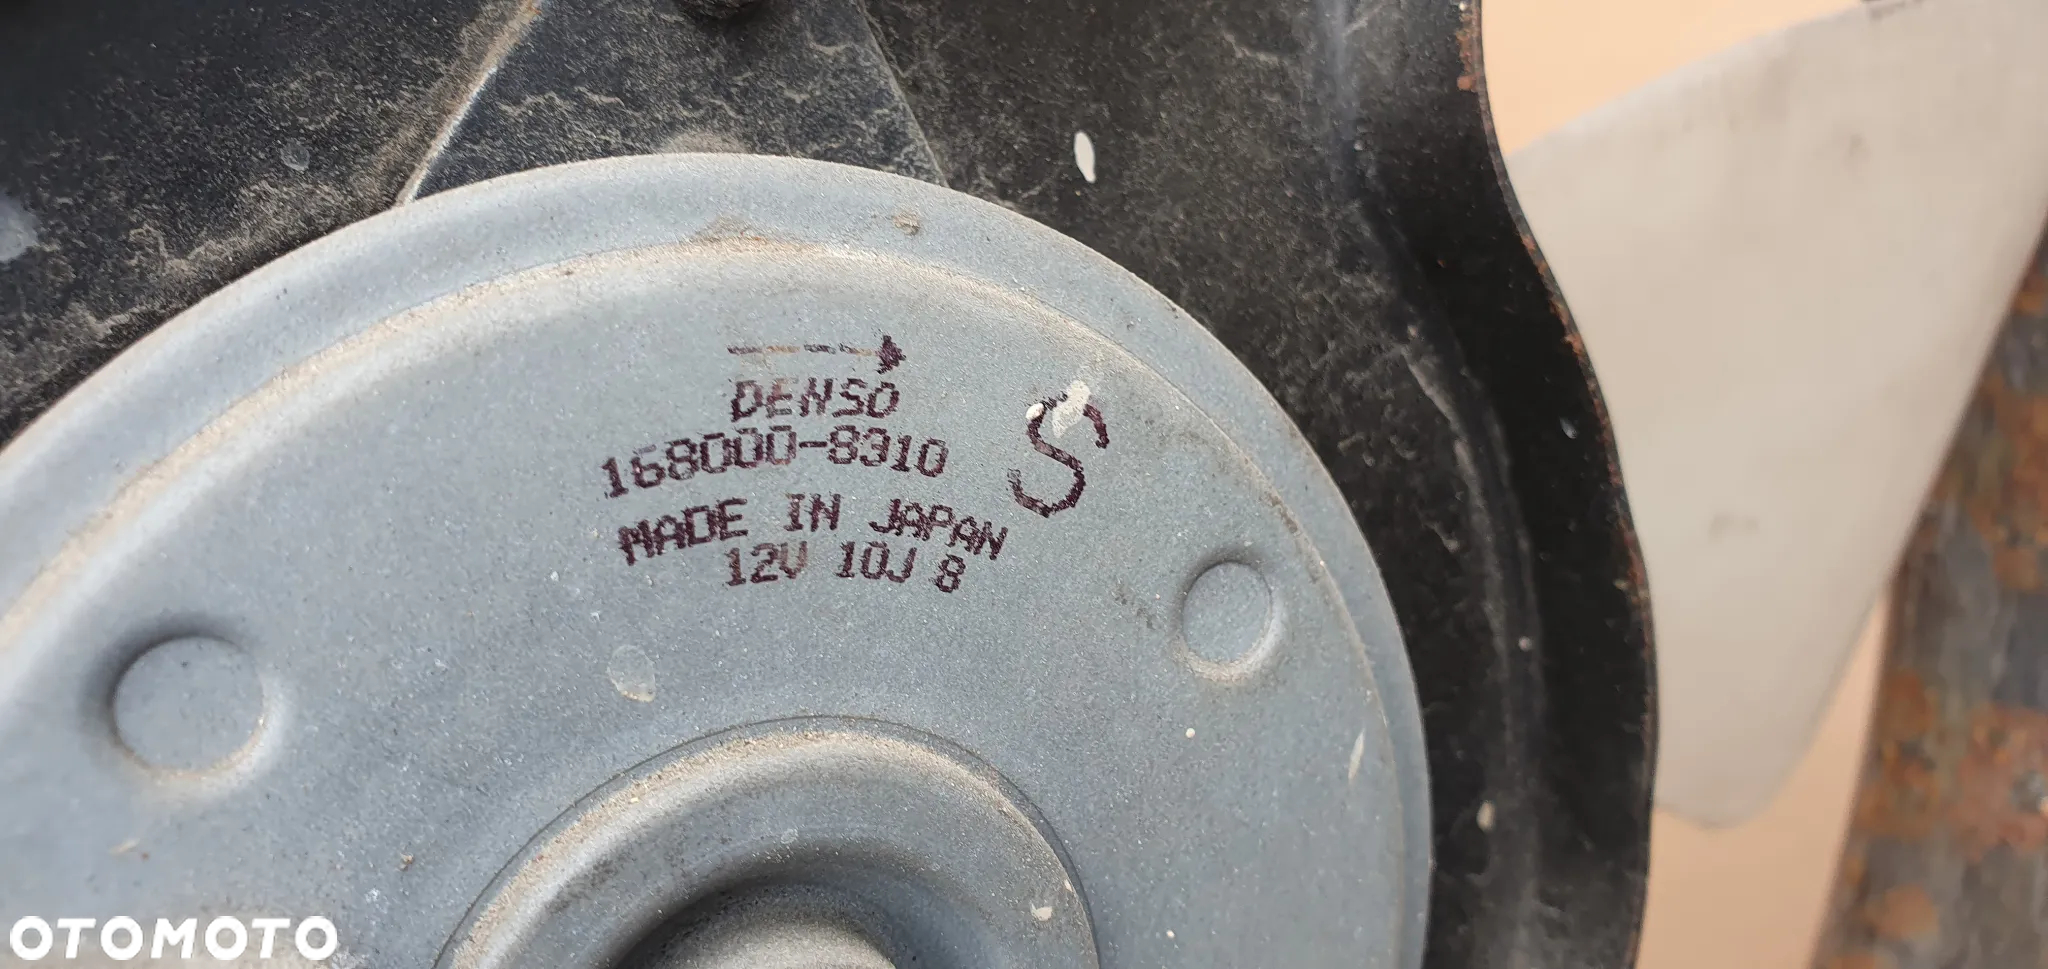 DENSO
168000-8310
S
MADE IN JAPAN
12V 10J 8
OTOMOTO